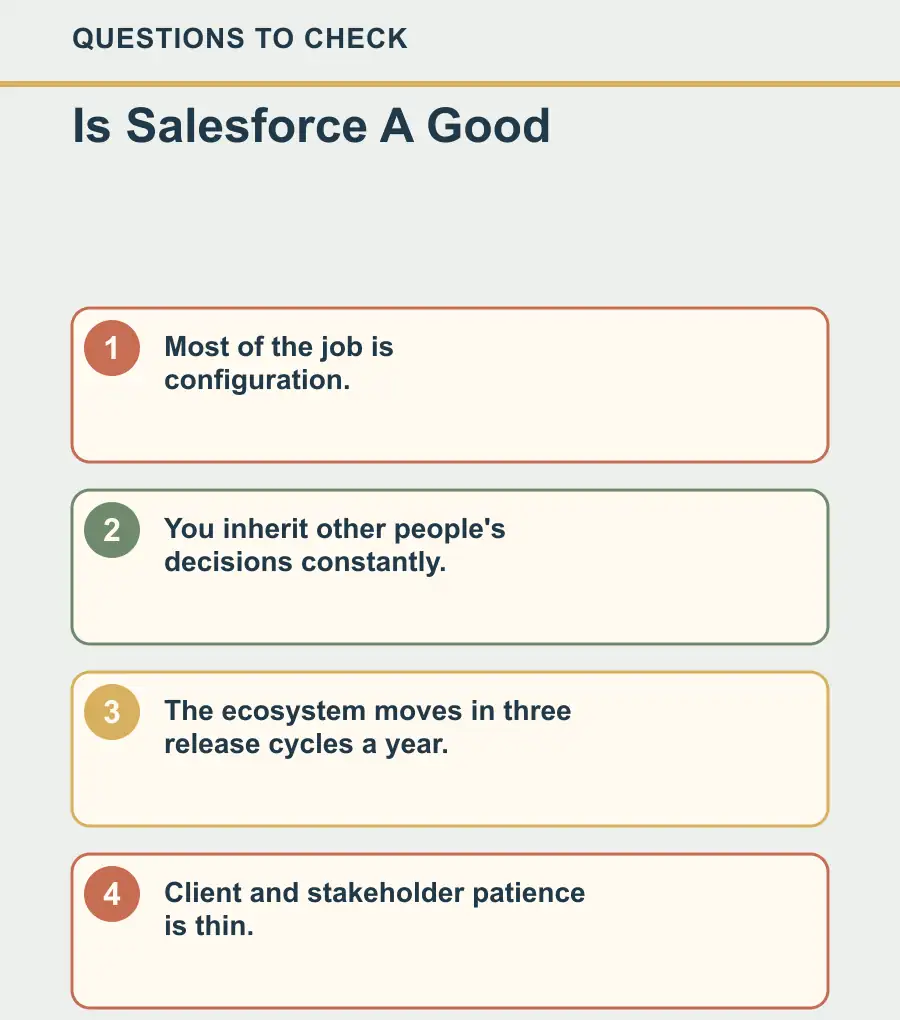 QUESTIONS TO CHECK
Is Salesforce A Good
1
Most of the job is
configuration.
2
You inherit other people's
decisions constantly.
3
The ecosystem moves in three
release cycles a year.
4
Client and stakeholder patience
is thin.